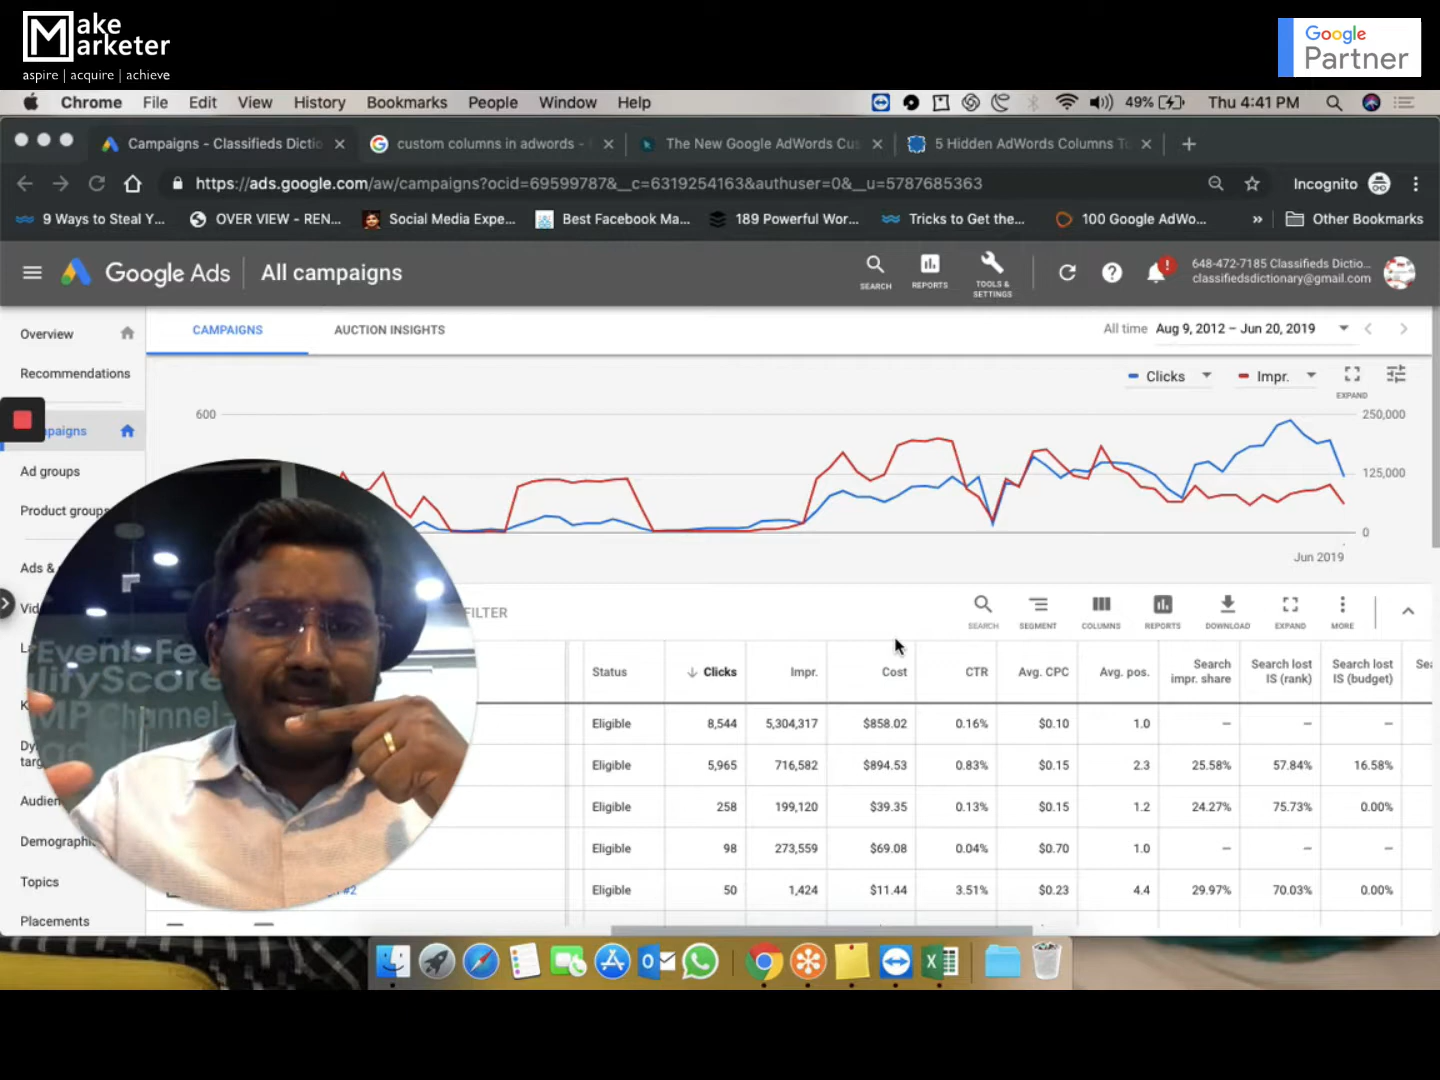 Make
Marketer
aspire | acquire | achieve
Google
Partner
Chrome File Edit View History Bookmarks People Window Help
49% Thu 4:41 PM
Campaigns - Classifieds Dictio
custom columns in adwords -
The New Google AdWords Cus
5 Hidden AdWords Columns To
https://ads.google.com/aw/campaigns?ocid=69599787&__c=6319254163&authuser=0&__u=5787685363
Incognito
9 Ways to Steal Y...
OVER VIEW - REN...
Social Media Expe...
Best Facebook Ma...
189 Powerful Wor...
Tricks to Get the...
100 Google AdWo...
»
Other Bookmarks
Google Ads
All campaigns
SEARCH
REPORTS
TOOLS &
SETTINGS
!
648-472-7185 Classifieds Dictio...
classifiedsdictionary@gmail.com
Overview
Recommendations
paigns
Ad groups
Product groups
Ads &
Vid
Demographi
Topics
Placements
CAMPAIGNS
AUCTION INSIGHTS
All time Aug 9, 2012 – Jun 20, 2019
Clicks
Impr.
EXPAND
600
250,000
125,000
0
Jun 2019
Events Fe
lifyScore
MP Channel
FILTER
SEARCH
SEGMENT
COLUMNS
REPORTS
DOWNLOAD
EXPAND
MORE
Status Clicks Impr. Cost CTR Avg. CPC Avg. pos.
Search
impr. share
Search lost
IS (rank)
Search lost
IS (budget)
Eligible 8,544 5,304,317 $858.02 0.16% $0.10 1.0 – – –
Eligible 5,965 716,582 $894.53 0.83% $0.15 2.3 25.58% 57.84% 16.58%
Eligible 258 199,120 $39.35 0.13% $0.15 1.2 24.27% 75.73% 0.00%
Eligible 98 273,559 $69.08 0.04% $0.70 1.0 – – –
#2 Eligible 50 1,424 $11.44 3.51% $0.23 4.4 29.97% 70.03% 0.00%